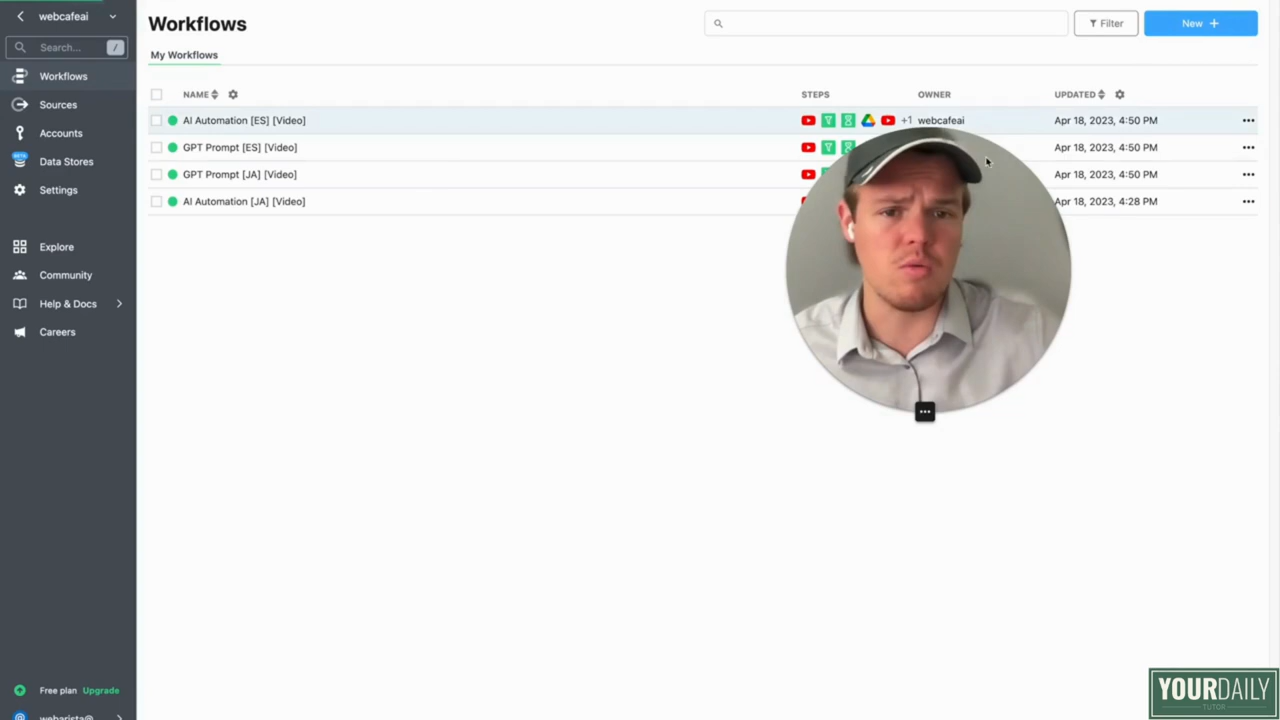 webcafeai
Search... /
Workflows
Sources
Accounts
BETA
Data Stores
Settings
Explore
Community
Help & Docs
Careers
Free plan Upgrade
webarista@
Workflows
Filter
New +
My Workflows
NAME STEPS OWNER UPDATED
AI Automation [ES] [Video] +1 webcafeai Apr 18, 2023, 4:50 PM
GPT Prompt [ES] [Video] Apr 18, 2023, 4:50 PM
GPT Prompt [JA] [Video] Apr 18, 2023, 4:50 PM
AI Automation [JA] [Video] Apr 18, 2023, 4:28 PM
YOURDAILY
TUTOR